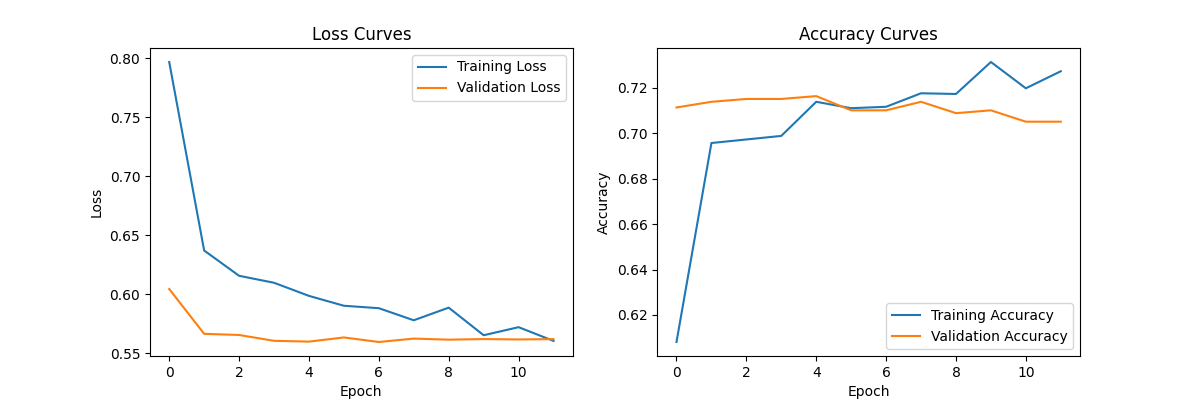 Loss Curves
0.80
0.75
0.70
0.65
0.60
0.55
Loss
0 2 4 6 8 10
Epoch
Training Loss
Validation Loss
Accuracy Curves
0.72
0.70
0.68
0.66
0.64
0.62
Accuracy
0 2 4 6 8 10
Epoch
Training Accuracy
Validation Accuracy